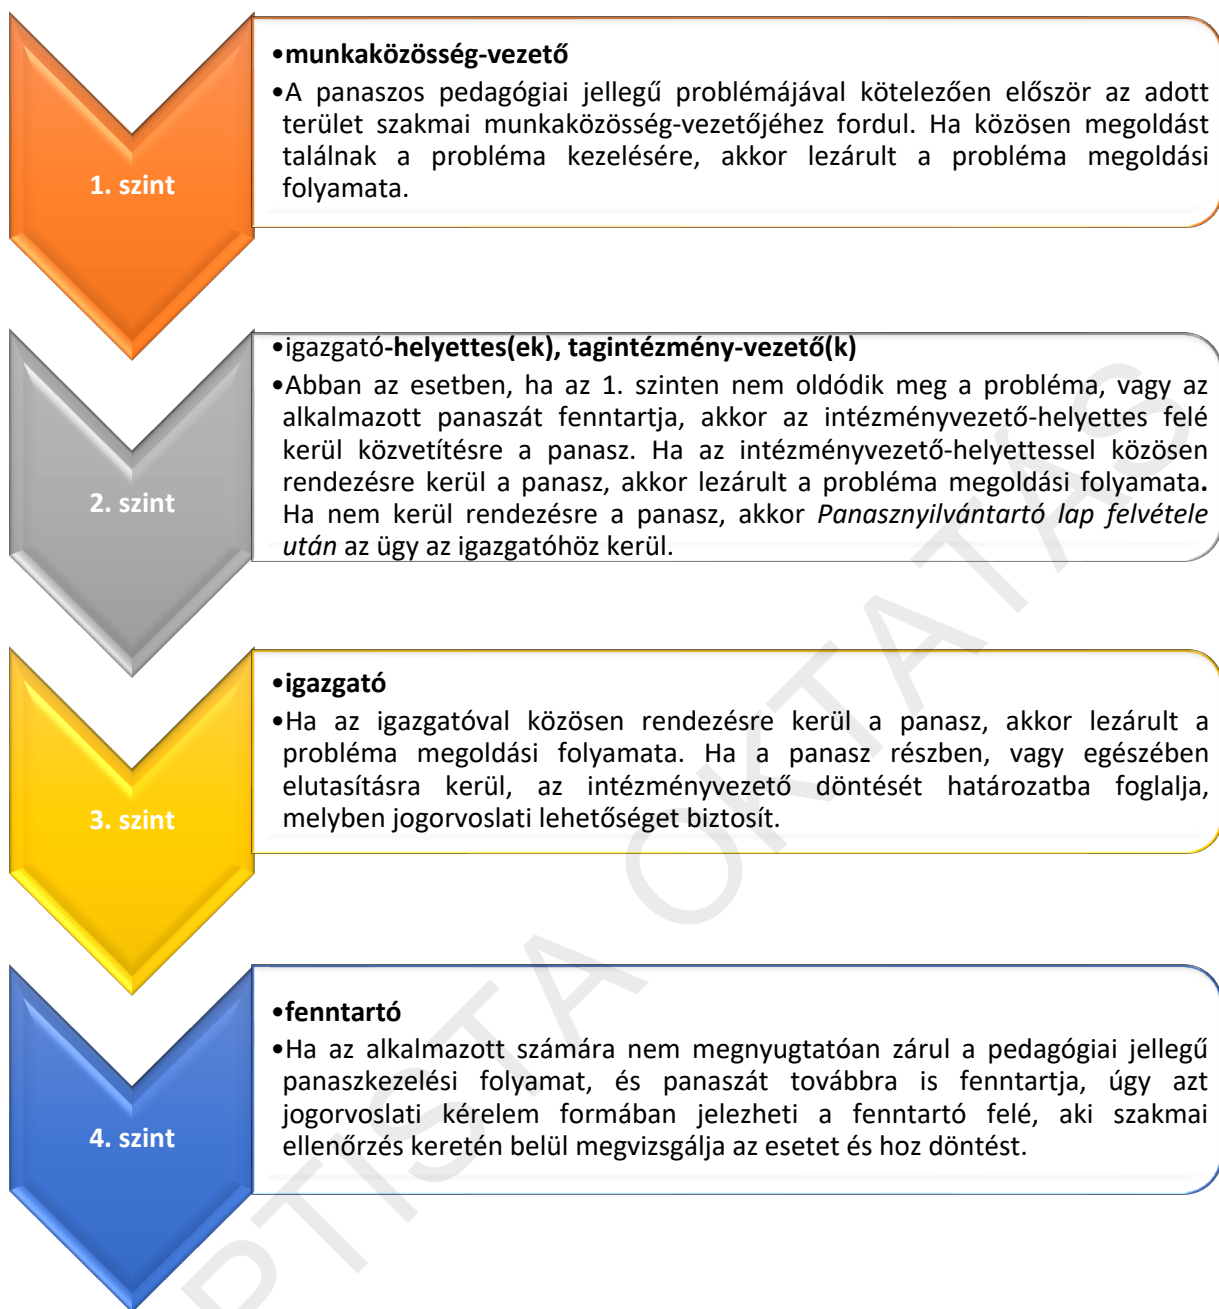 1. szint
•munkaközösség-vezető
•A panaszos pedagógiai jellegű problémájával kötelezően először az adott
terület szakmai munkaközösség-vezetőjéhez fordul. Ha közösen megoldást
találnak a probléma kezelésére, akkor lezárult a probléma megoldási
folyamata.
2. szint
•igazgató-helyettes(ek), tagintézmény-vezető(k)
•Abban az esetben, ha az 1. szinten nem oldódik meg a probléma, vagy az
alkalmazott panaszát fenntartja, akkor az intézményvezető-helyettes felé
kerül közvetítésre a panasz. Ha az intézményvezető-helyettessel közösen
rendezésre kerül a panasz, akkor lezárult a probléma megoldási folyamata.
Ha nem kerül rendezésre a panasz, akkor Panasznyilvántartó lap felvétele
után az ügy az igazgatóhöz kerül.
3. szint
•igazgató
•Ha az igazgatóval közösen rendezésre kerül a panasz, akkor lezárult a
probléma megoldási folyamata. Ha a panasz részben, vagy egészében
elutasításra kerül, az intézményvezető döntését határozatba foglalja,
melyben jogorvoslati lehetőséget biztosít.
4. szint
•fenntartó
•Ha az alkalmazott számára nem megnyugtatóan zárul a pedagógiai jellegű
panaszkezelési folyamat, és panaszát továbbra is fenntartja, úgy azt
jogorvoslati kérelem formában jelezheti a fenntartó felé, aki szakmai
ellenőrzés keretén belül megvizsgálja az esetet és hoz döntést.
PTISTA OKTATÁS